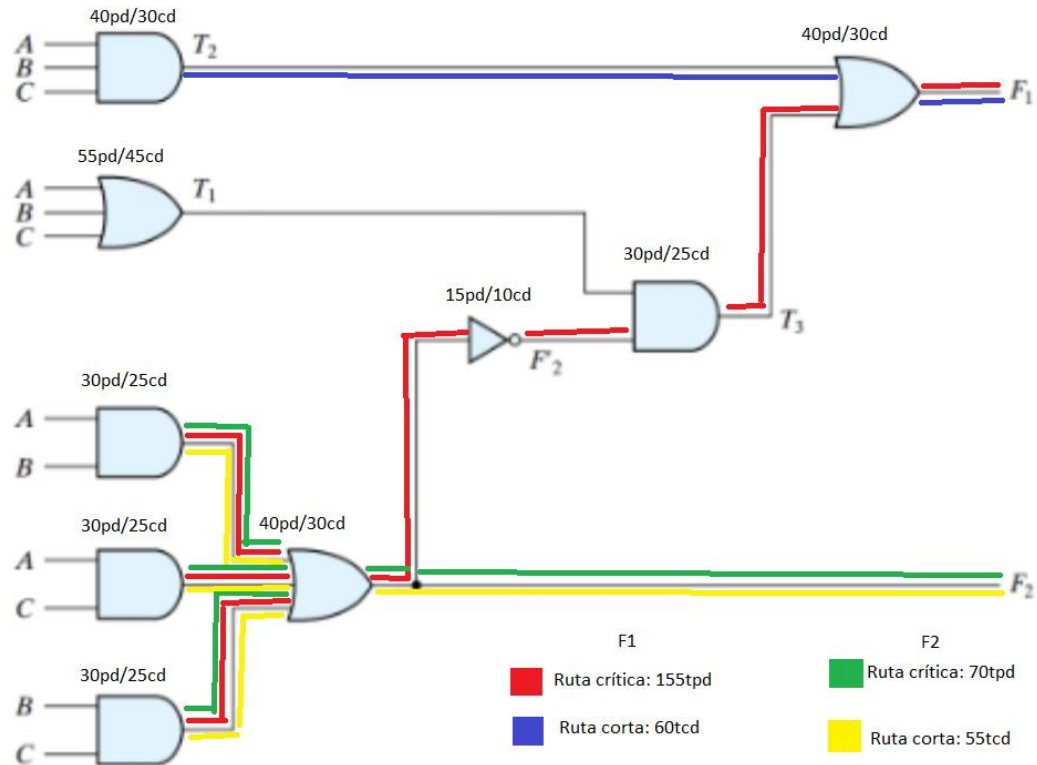 40pd/30cd
A
B
C
T₂
40pd/30cd
F₁
55pd/45cd
A
B
C
T₁
30pd/25cd
15pd/10cd
T₃
F'₂
30pd/25cd
A
B
30pd/25cd
40pd/30cd
A
C
F₂
30pd/25cd
B
C
F1
F2
Ruta crítica: 155tpd
Ruta crítica: 70tpd
Ruta corta: 60tcd
Ruta corta: 55tcd